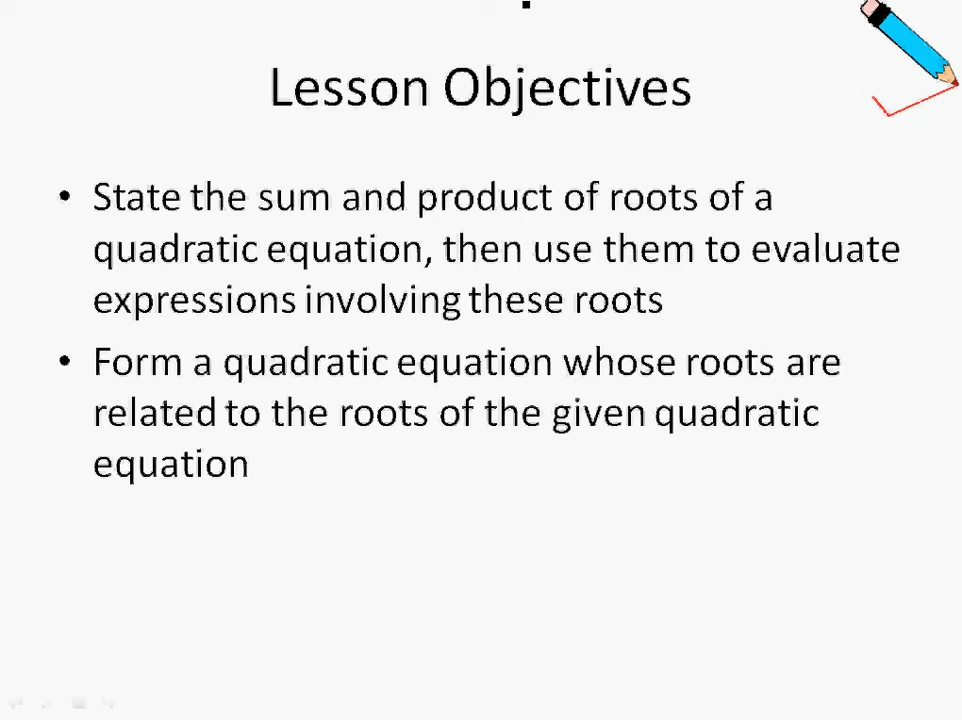 Lesson Objectives
• State the sum and product of roots of a
quadratic equation, then use them to evaluate
expressions involving these roots
• Form a quadratic equation whose roots are
related to the roots of the given quadratic
equation